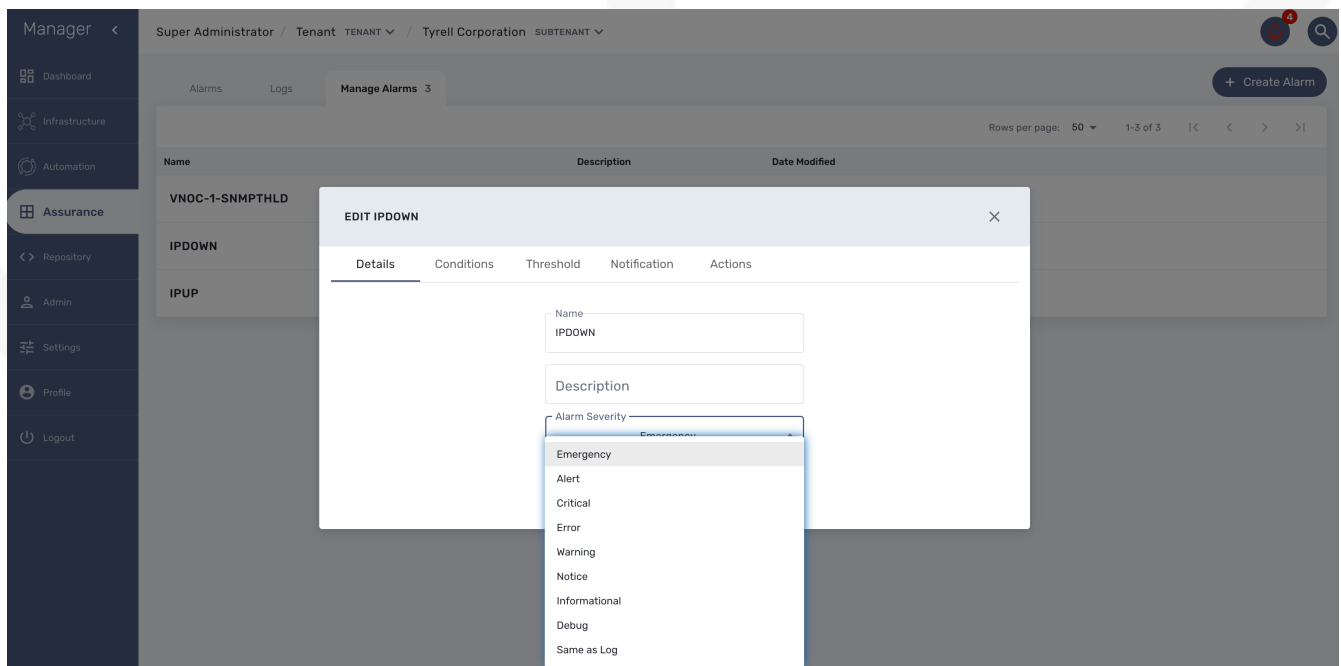 Manager
Super Administrator / Tenant TENANT / Tyrell Corporation SUBTENANT
4
Dashboard
Infrastructure
Automation
Assurance
Repository
Admin
Settings
Profile
Logout
Alarms Logs Manage Alarms 3
+ Create Alarm
Rows per page: 50 1-3 of 3
Name Description Date Modified
VNOC-1-SNMPTHLD
IPDOWN
IPUP
EDIT IPDOWN
Details Conditions Threshold Notification Actions
Name
IPDOWN
Description
Alarm Severity
Emergency
Emergency
Alert
Critical
Error
Warning
Notice
Informational
Debug
Same as Log